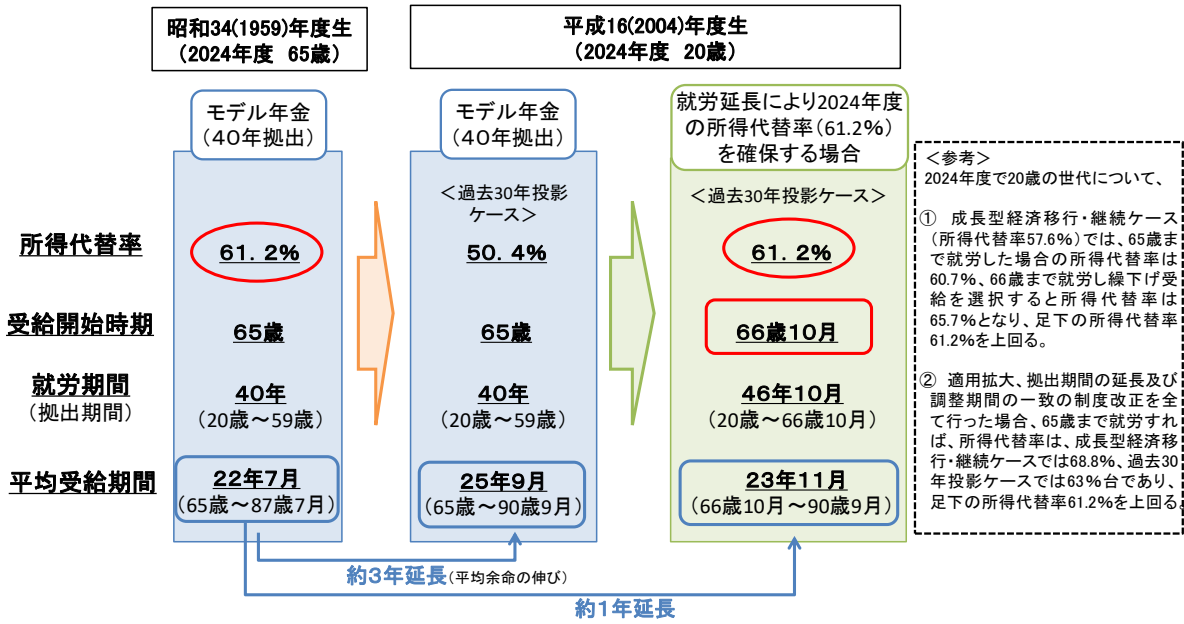 昭和34(1959)年度生
(2024年度 65歳)
平成16(2004)年度生
(2024年度 20歳)
モデル年金
(40年拠出)
モデル年金
(40年拠出)
就労延長により2024年度
の所得代替率(61.2%)
を確保する場合
<過去30年投影
ケース>
<過去30年投影ケース>
所得代替率
61.2%
50.4%
61.2%
受給開始時期
65歳
65歳
66歳10月
就労期間
(拠出期間)
40年
(20歳~59歳)
40年
(20歳~59歳)
46年10月
(20歳~66歳10月)
平均受給期間
22年7月
(65歳~87歳7月)
25年9月
(65歳~90歳9月)
23年11月
(66歳10月~90歳9月)
約3年延長(平均余命の伸び)
約1年延長
<参考>
2024年度で20歳の世代について、
① 成長型経済移行・継続ケース
(所得代替率57.6%)では、65歳ま
で就労した場合の所得代替率は
60.7%、66歳まで就労し繰下げ受
給を選択すると所得代替率は
65.7%となり、足下の所得代替率
61.2%を上回る。
② 適用拡大、拠出期間の延長及び
調整期間の一致の制度改正を全
て行った場合、65歳まで就労すれ
ば、所得代替率は、成長型経済移
行・継続ケースでは68.8%、過去30
年投影ケースでは63%台であり、
足下の所得代替率61.2%を上回る。